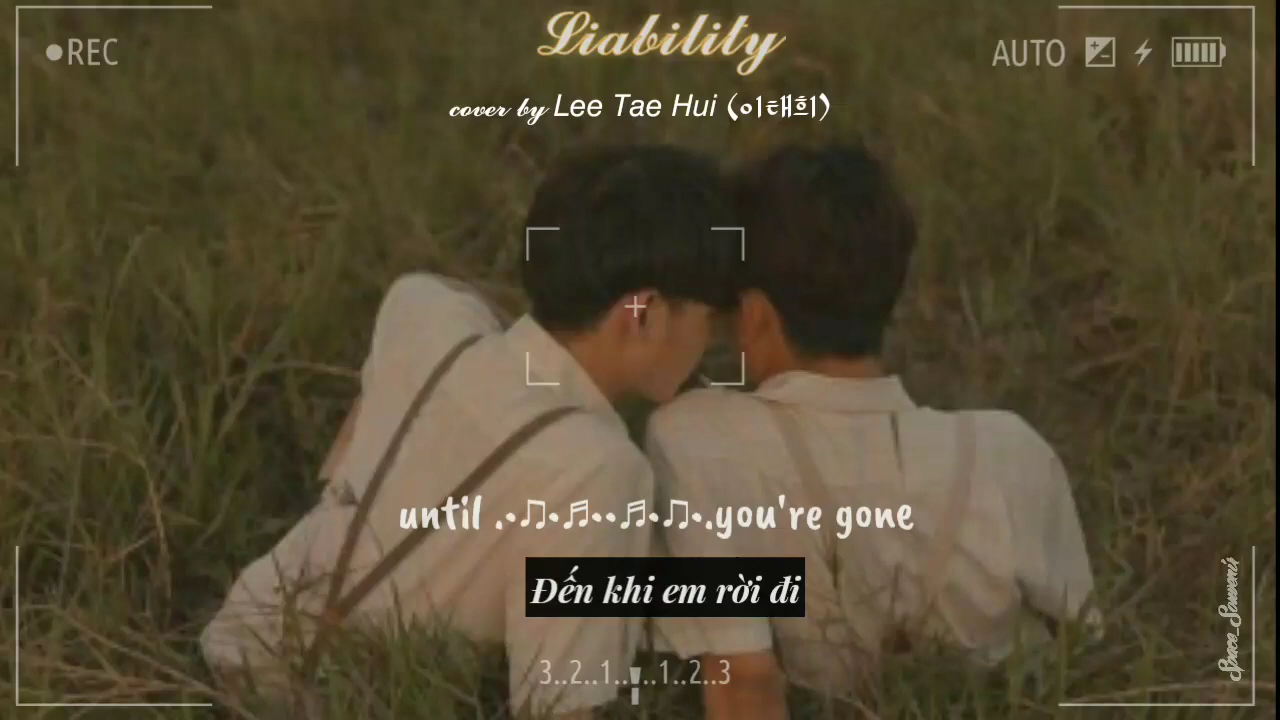 Liability
REC
AUTO
cover by Lee Tae Hui (이태희)
until .•♫•♬••♬•♫•.you're gone
Đến khi em rời đi
3..2..1......1..2..3